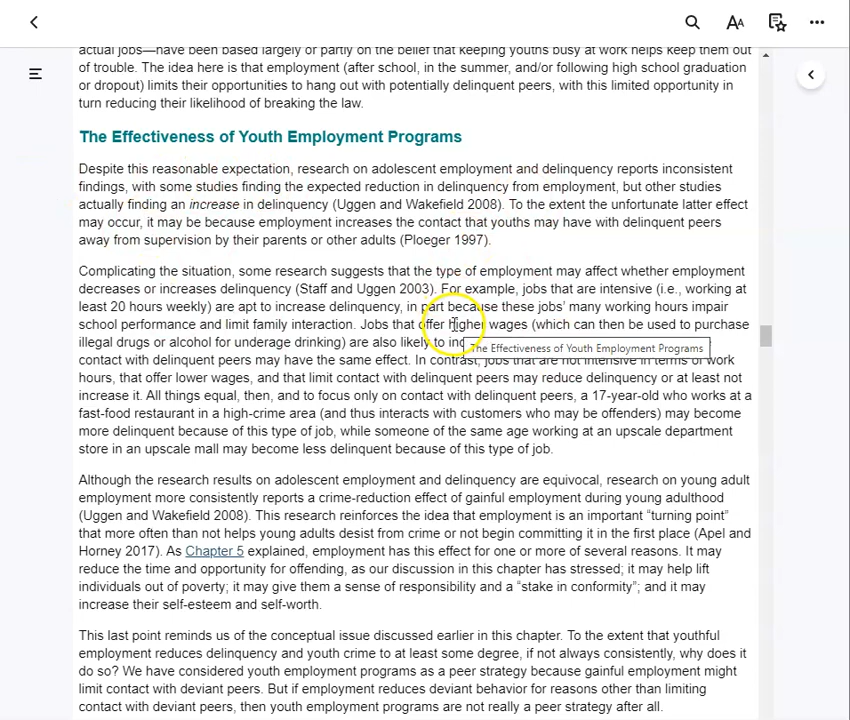 actual jobs—have been based largely or partly on the belief that keeping youths busy at work helps keep them out
of trouble. The idea here is that employment (after school, in the summer, and/or following high school graduation
or dropout) limits their opportunities to hang out with potentially delinquent peers, with this limited opportunity in
turn reducing their likelihood of breaking the law.
The Effectiveness of Youth Employment Programs
Despite this reasonable expectation, research on adolescent employment and delinquency reports inconsistent
findings, with some studies finding the expected reduction in delinquency from employment, but other studies
actually finding an increase in delinquency (Uggen and Wakefield 2008). To the extent the unfortunate latter effect
may occur, it may be because employment increases the contact that youths may have with delinquent peers
away from supervision by their parents or other adults (Ploeger 1997).
Complicating the situation, some research suggests that the type of employment may affect whether employment
decreases or increases delinquency (Staff and Uggen 2003). For example, jobs that are intensive (i.e., working at
least 20 hours weekly) are apt to increase delinquency, in part because these jobs' many working hours impair
school performance and limit family interaction. Jobs that offer higher wages (which can then be used to purchase
illegal drugs or alcohol for underage drinking) are also likely to
The Effectiveness of Youth Employment Programs
contact with delinquent peers may have the same effect. In contrast, jobs that are not intensive in terms of work
hours, that offer lower wages, and that limit contact with delinquent peers may reduce delinquency or at least not
increase it. All things equal, then, and to focus only on contact with delinquent peers, a 17-year-old who works at a
fast-food restaurant in a high-crime area (and thus interacts with customers who may be offenders) may become
more delinquent because of this type of job, while someone of the same age working at an upscale department
store in an upscale mall may become less delinquent because of this type of job.
Although the research results on adolescent employment and delinquency are equivocal, research on young adult
employment more consistently reports a crime-reduction effect of gainful employment during young adulthood
(Uggen and Wakefield 2008). This research reinforces the idea that employment is an important “turning point”
that more often than not helps young adults desist from crime or not begin committing it in the first place (Apel and
Horney 2017). As Chapter 5 explained, employment has this effect for one or more of several reasons. It may
reduce the time and opportunity for offending, as our discussion in this chapter has stressed; it may help lift
individuals out of poverty; it may give them a sense of responsibility and a “stake in conformity”; and it may
increase their self-esteem and self-worth.
This last point reminds us of the conceptual issue discussed earlier in this chapter. To the extent that youthful
employment reduces delinquency and youth crime to at least some degree, if not always consistently, why does it
do so? We have considered youth employment programs as a peer strategy because gainful employment might
limit contact with deviant peers. But if employment reduces deviant behavior for reasons other than limiting
contact with deviant peers, then youth employment programs are not really a peer strategy after all.